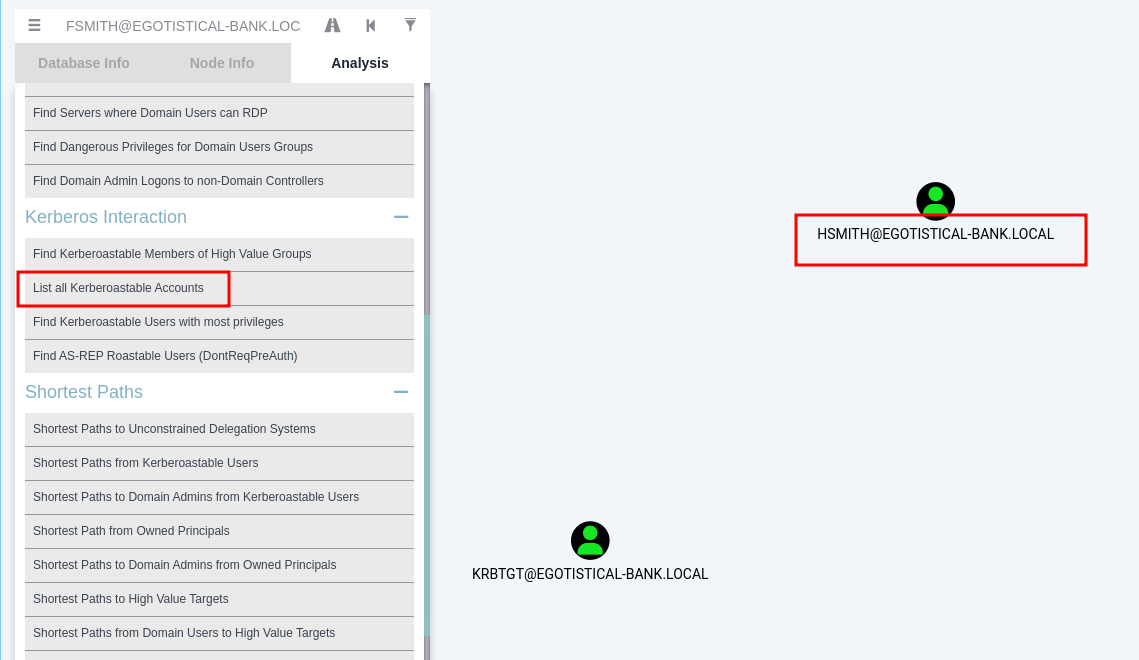 FSMITH@EGOTISTICAL-BANK.LOC
Database Info
Node Info
Analysis
Find Servers where Domain Users can RDP
Find Dangerous Privileges for Domain Users Groups
Find Domain Admin Logons to non-Domain Controllers
Kerberos Interaction
Find Kerberoastable Members of High Value Groups
List all Kerberoastable Accounts
Find Kerberoastable Users with most privileges
Find AS-REP Roastable Users (DontReqPreAuth)
Shortest Paths
Shortest Paths to Unconstrained Delegation Systems
Shortest Paths from Kerberoastable Users
Shortest Paths to Domain Admins from Kerberoastable Users
Shortest Path from Owned Principals
Shortest Paths to Domain Admins from Owned Principals
Shortest Paths to High Value Targets
Shortest Paths from Domain Users to High Value Targets
HSMITH@EGOTISTICAL-BANK.LOCAL
KRBTGT@EGOTISTICAL-BANK.LOCAL